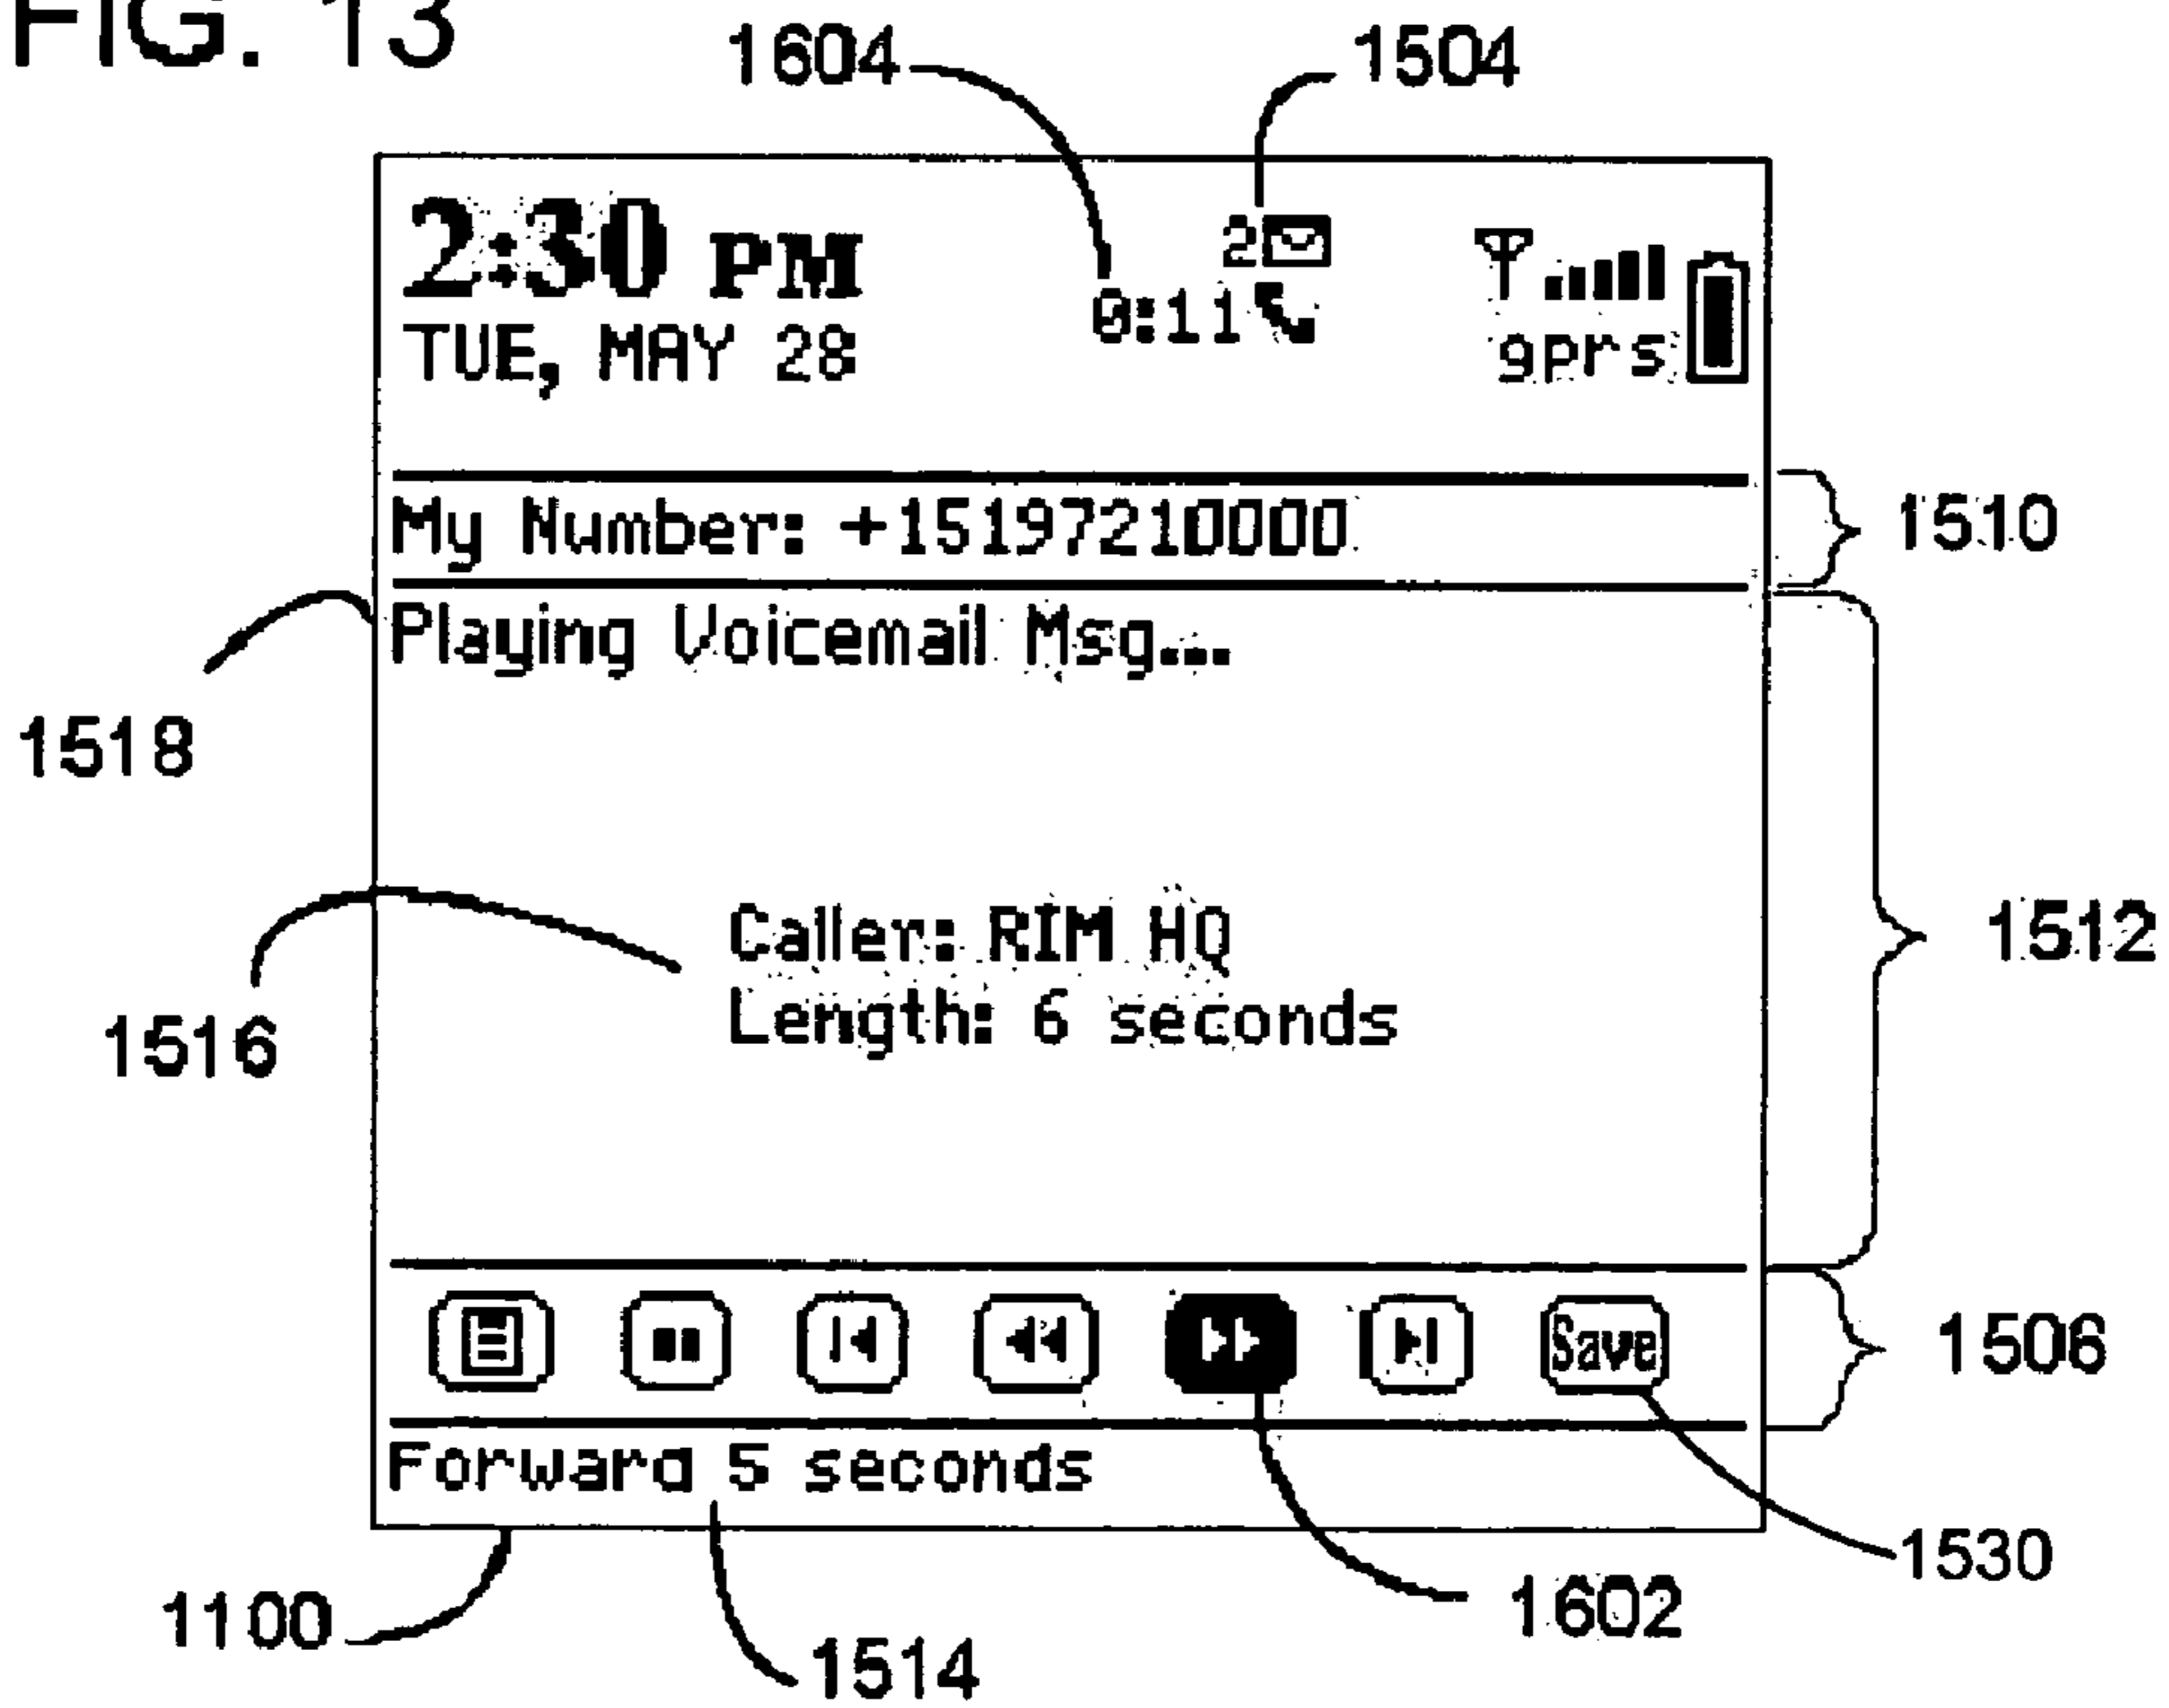 FIG. 13
1604
1504
2:30 PM
2
TUE, MAY 28
0:11
gprs
My Number: +15197210000
1510
Playing Voicemail Msg...
1518
1512
Caller: RIM HQ
Length: 6 seconds
1516
Save
1506
Forward 5 seconds
1530
1100
1602
1514